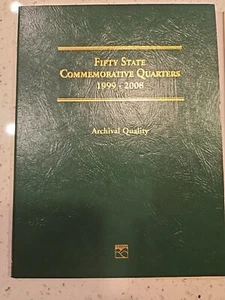 FIFTY STATE
COMMEMORATIVE QUARTERS
1999 - 2008
Archival Quality